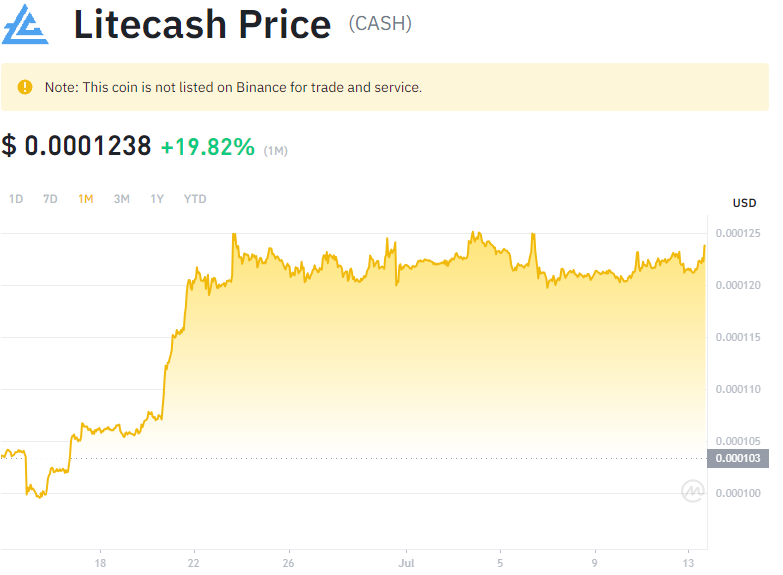 Litecash Price (CASH)
Note: This coin is not listed on Binance for trade and service.
$ 0.0001238 +19.82% (1M)
1D 7D 1M 3M 1Y YTD
USD
0.000125
0.000120
0.000115
0.000110
0.000105
0.000103
0.000100
18 22 26 Jul 5 9 13